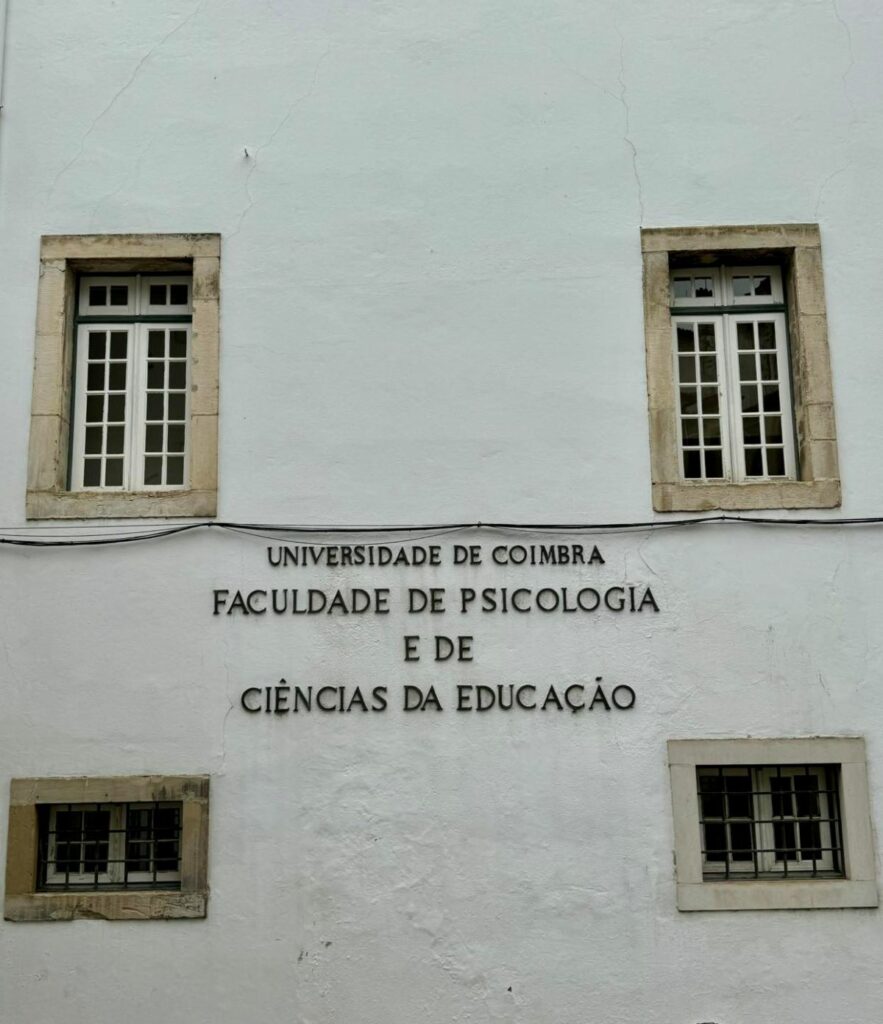 UNIVERSIDADE DE COIMBRA
FACULDADE DE PSICOLOGIA
E DE
CIÊNCIAS DA EDUCAÇÃO